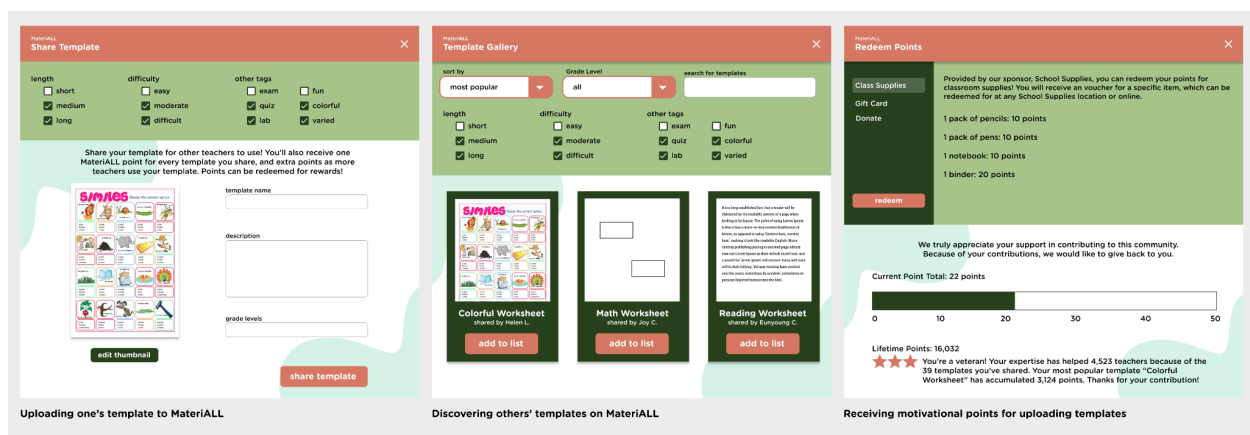 MateriALL
Share Template
length
short
medium
long
difficulty
easy
moderate
difficult
other tags
exam
quiz
lab
fun
colorful
varied
Share your template for other teachers to use! You'll also receive one
MateriALL point for every template you share, and extra points as more
teachers use your template. Points can be redeemed for rewards!
SIMILES
Choose the correct option.
template name
description
grade levels
edit thumbnail
share template
Uploading one's template to MateriALL
MateriALL
Template Gallery
sort by
most popular
Grade Level
all
search for templates
length
short
medium
long
difficulty
easy
moderate
difficult
other tags
exam
quiz
lab
fun
colorful
varied
SIMILES
Choose the correct option.
Colorful Worksheet
shared by Helen L.
add to list
Math Worksheet
shared by Joy C.
add to list
Reading Worksheet
shared by Eunyoung C.
add to list
Discovering others' templates on MateriALL
MateriALL
Redeem Points
Class Supplies
Gift Card
Donate
redeem
Provided by our sponsor, School Supplies, you can redeem your points for
classroom supplies! You will receive an voucher for a specific item, which can be
redeemed for at any School Supplies location or online.
1 pack of pencils: 10 points
1 pack of pens: 10 points
1 notebook: 10 points
1 binder: 20 points
We truly appreciate your support in contributing to this community.
Because of your contributions, we would like to give back to you.
Current Point Total: 22 points
0 10 20 30 40 50
Lifetime Points: 16,032
You're a veteran! Your expertise has helped 4,523 teachers because of the
39 templates you've shared. Your most popular template "Colorful
Worksheet" has accumulated 3,124 points. Thanks for your contribution!
Receiving motivational points for uploading templates